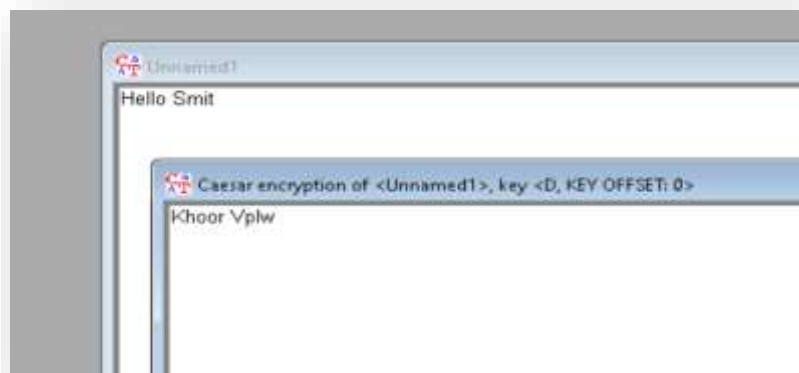 Unnamed1
Hello Smit
Caesar encryption of <Unnamed1>, key <D, KEY OFFSET: 0>
Khoor Vplw